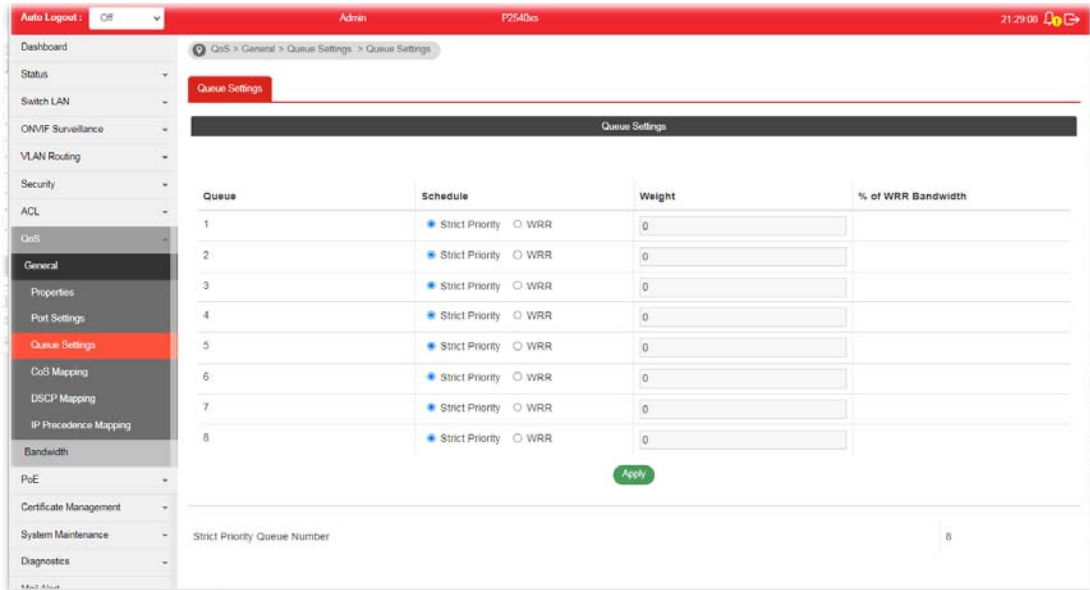 Auto Logout : Off Admin P2540xs 21:29:00
Dashboard
QoS > General > Queue Settings > Queue Settings
Status
Queue Settings
Switch LAN
ONVIF Surveillance
Queue Settings
VLAN Routing
Security
Queue Schedule Weight % of WRR Bandwidth
ACL
1 Strict Priority WRR 0
QoS
2 Strict Priority WRR 0
General
3 Strict Priority WRR 0
Properties
4 Strict Priority WRR 0
Port Settings
5 Strict Priority WRR 0
Queue Settings
6 Strict Priority WRR 0
CoS Mapping
7 Strict Priority WRR 0
DSCP Mapping
8 Strict Priority WRR 0
IP Precedence Mapping
Bandwidth
Apply
PoE
Certificate Management
System Maintenance
Strict Priority Queue Number 8
Diagnostics
Mail Alert